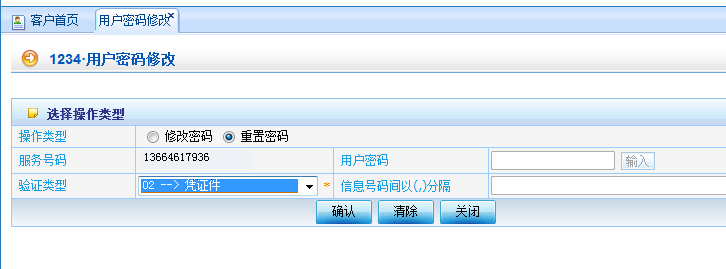 客户首页 用户密码修改
1234·用户密码修改
选择操作类型
操作类型 修改密码 重置密码
服务号码 13664617936 用户密码 输入
验证类型 02 --> 凭证件 * 信息号码间以(,)分隔
确认 清除 关闭